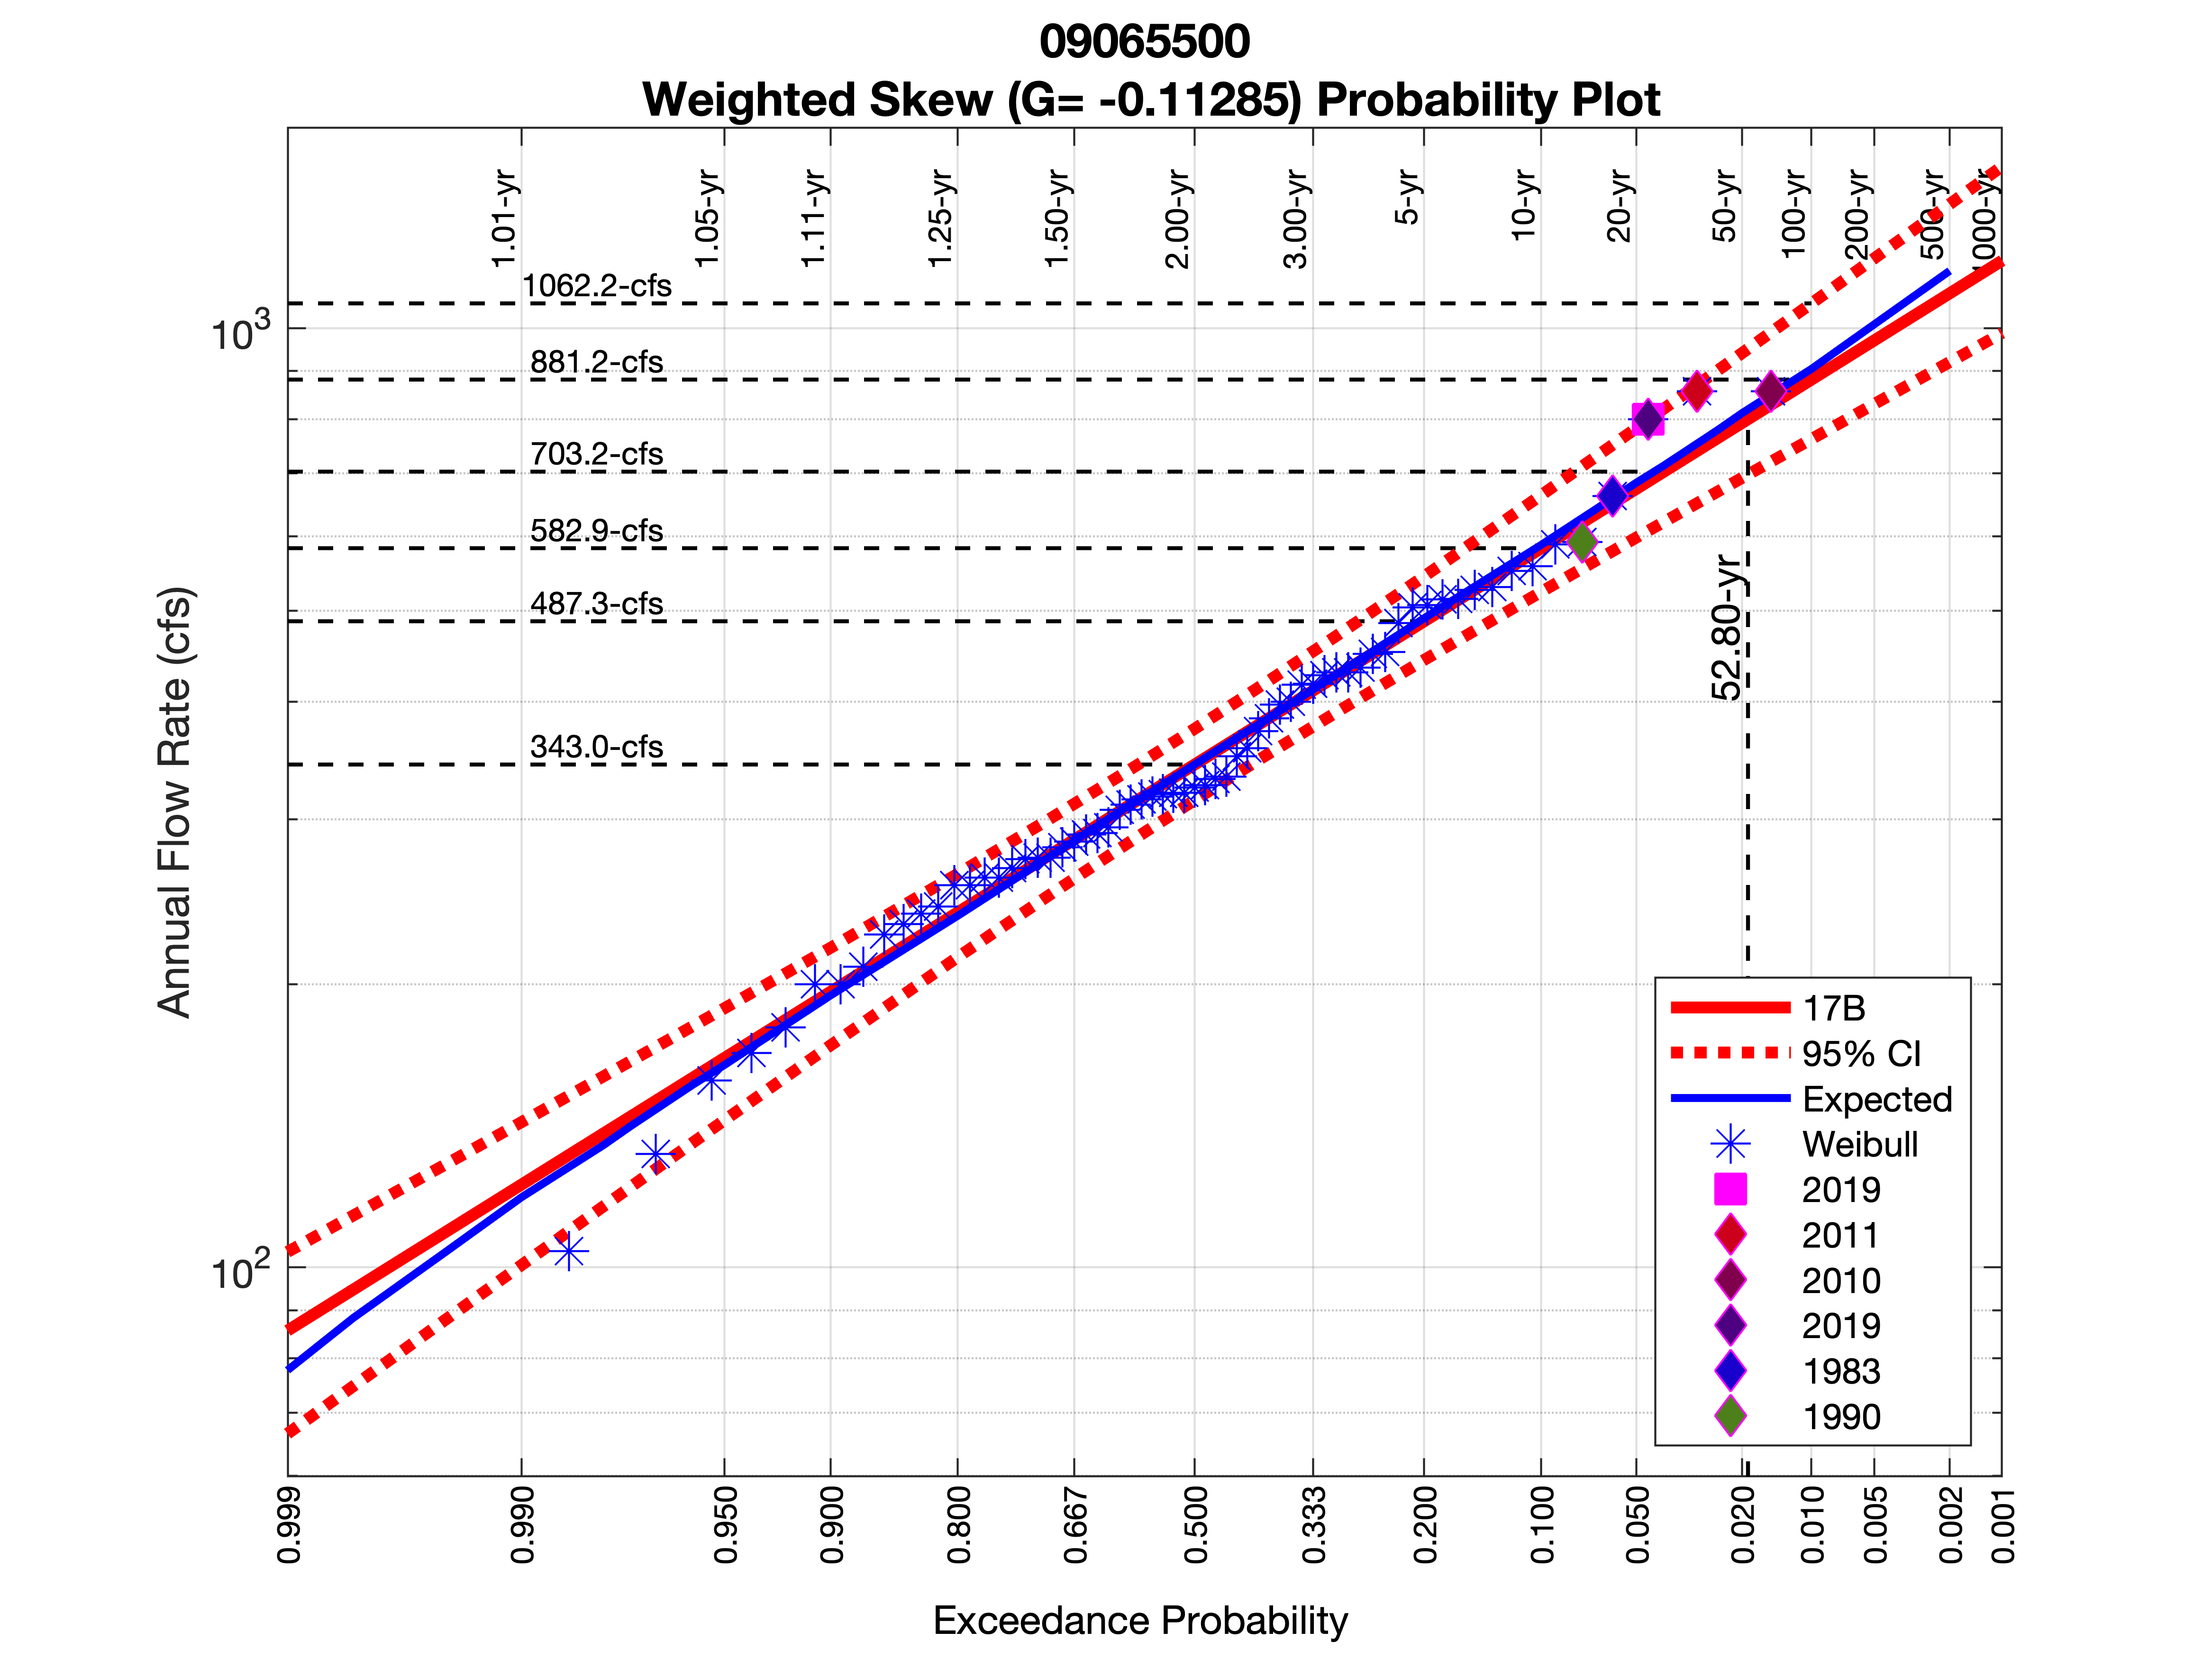 09065500
Weighted Skew (G= -0.11285) Probability Plot
1.01-yr
1.05-yr
1.11-yr
1.25-yr
1.50-yr
2.00-yr
3.00-yr
5-yr
10-yr
20-yr
50-yr
100-yr
200-yr
500-yr
1000-yr
1062.2-cfs
10^3
881.2-cfs
703.2-cfs
582.9-cfs
487.3-cfs
343.0-cfs
52.80-yr
10^2
Annual Flow Rate (cfs)
17B
95% CI
Expected
Weibull
2019
2011
2010
2019
1983
1990
0.999
0.990
0.950
0.900
0.800
0.667
0.500
0.333
0.200
0.100
0.050
0.020
0.010
0.005
0.002
0.001
Exceedance Probability